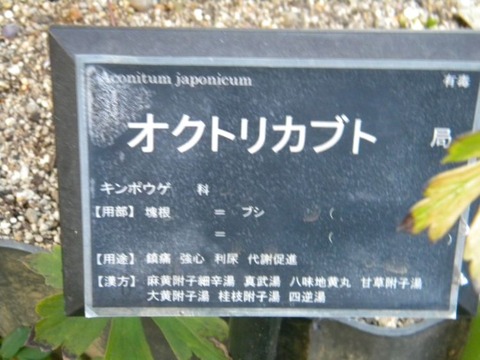 Aconitum japonicum 有毒
オクトリカブト 局
キンポウゲ 科
【用部】 塊根 = ブシ (
= ( )
【用途】 鎮痛 強心 利尿 代謝促進
【漢方】 麻黄附子細辛湯 真武湯 八味地黄丸 甘草附子湯
大黄附子湯 桂枝附子湯 四逆湯